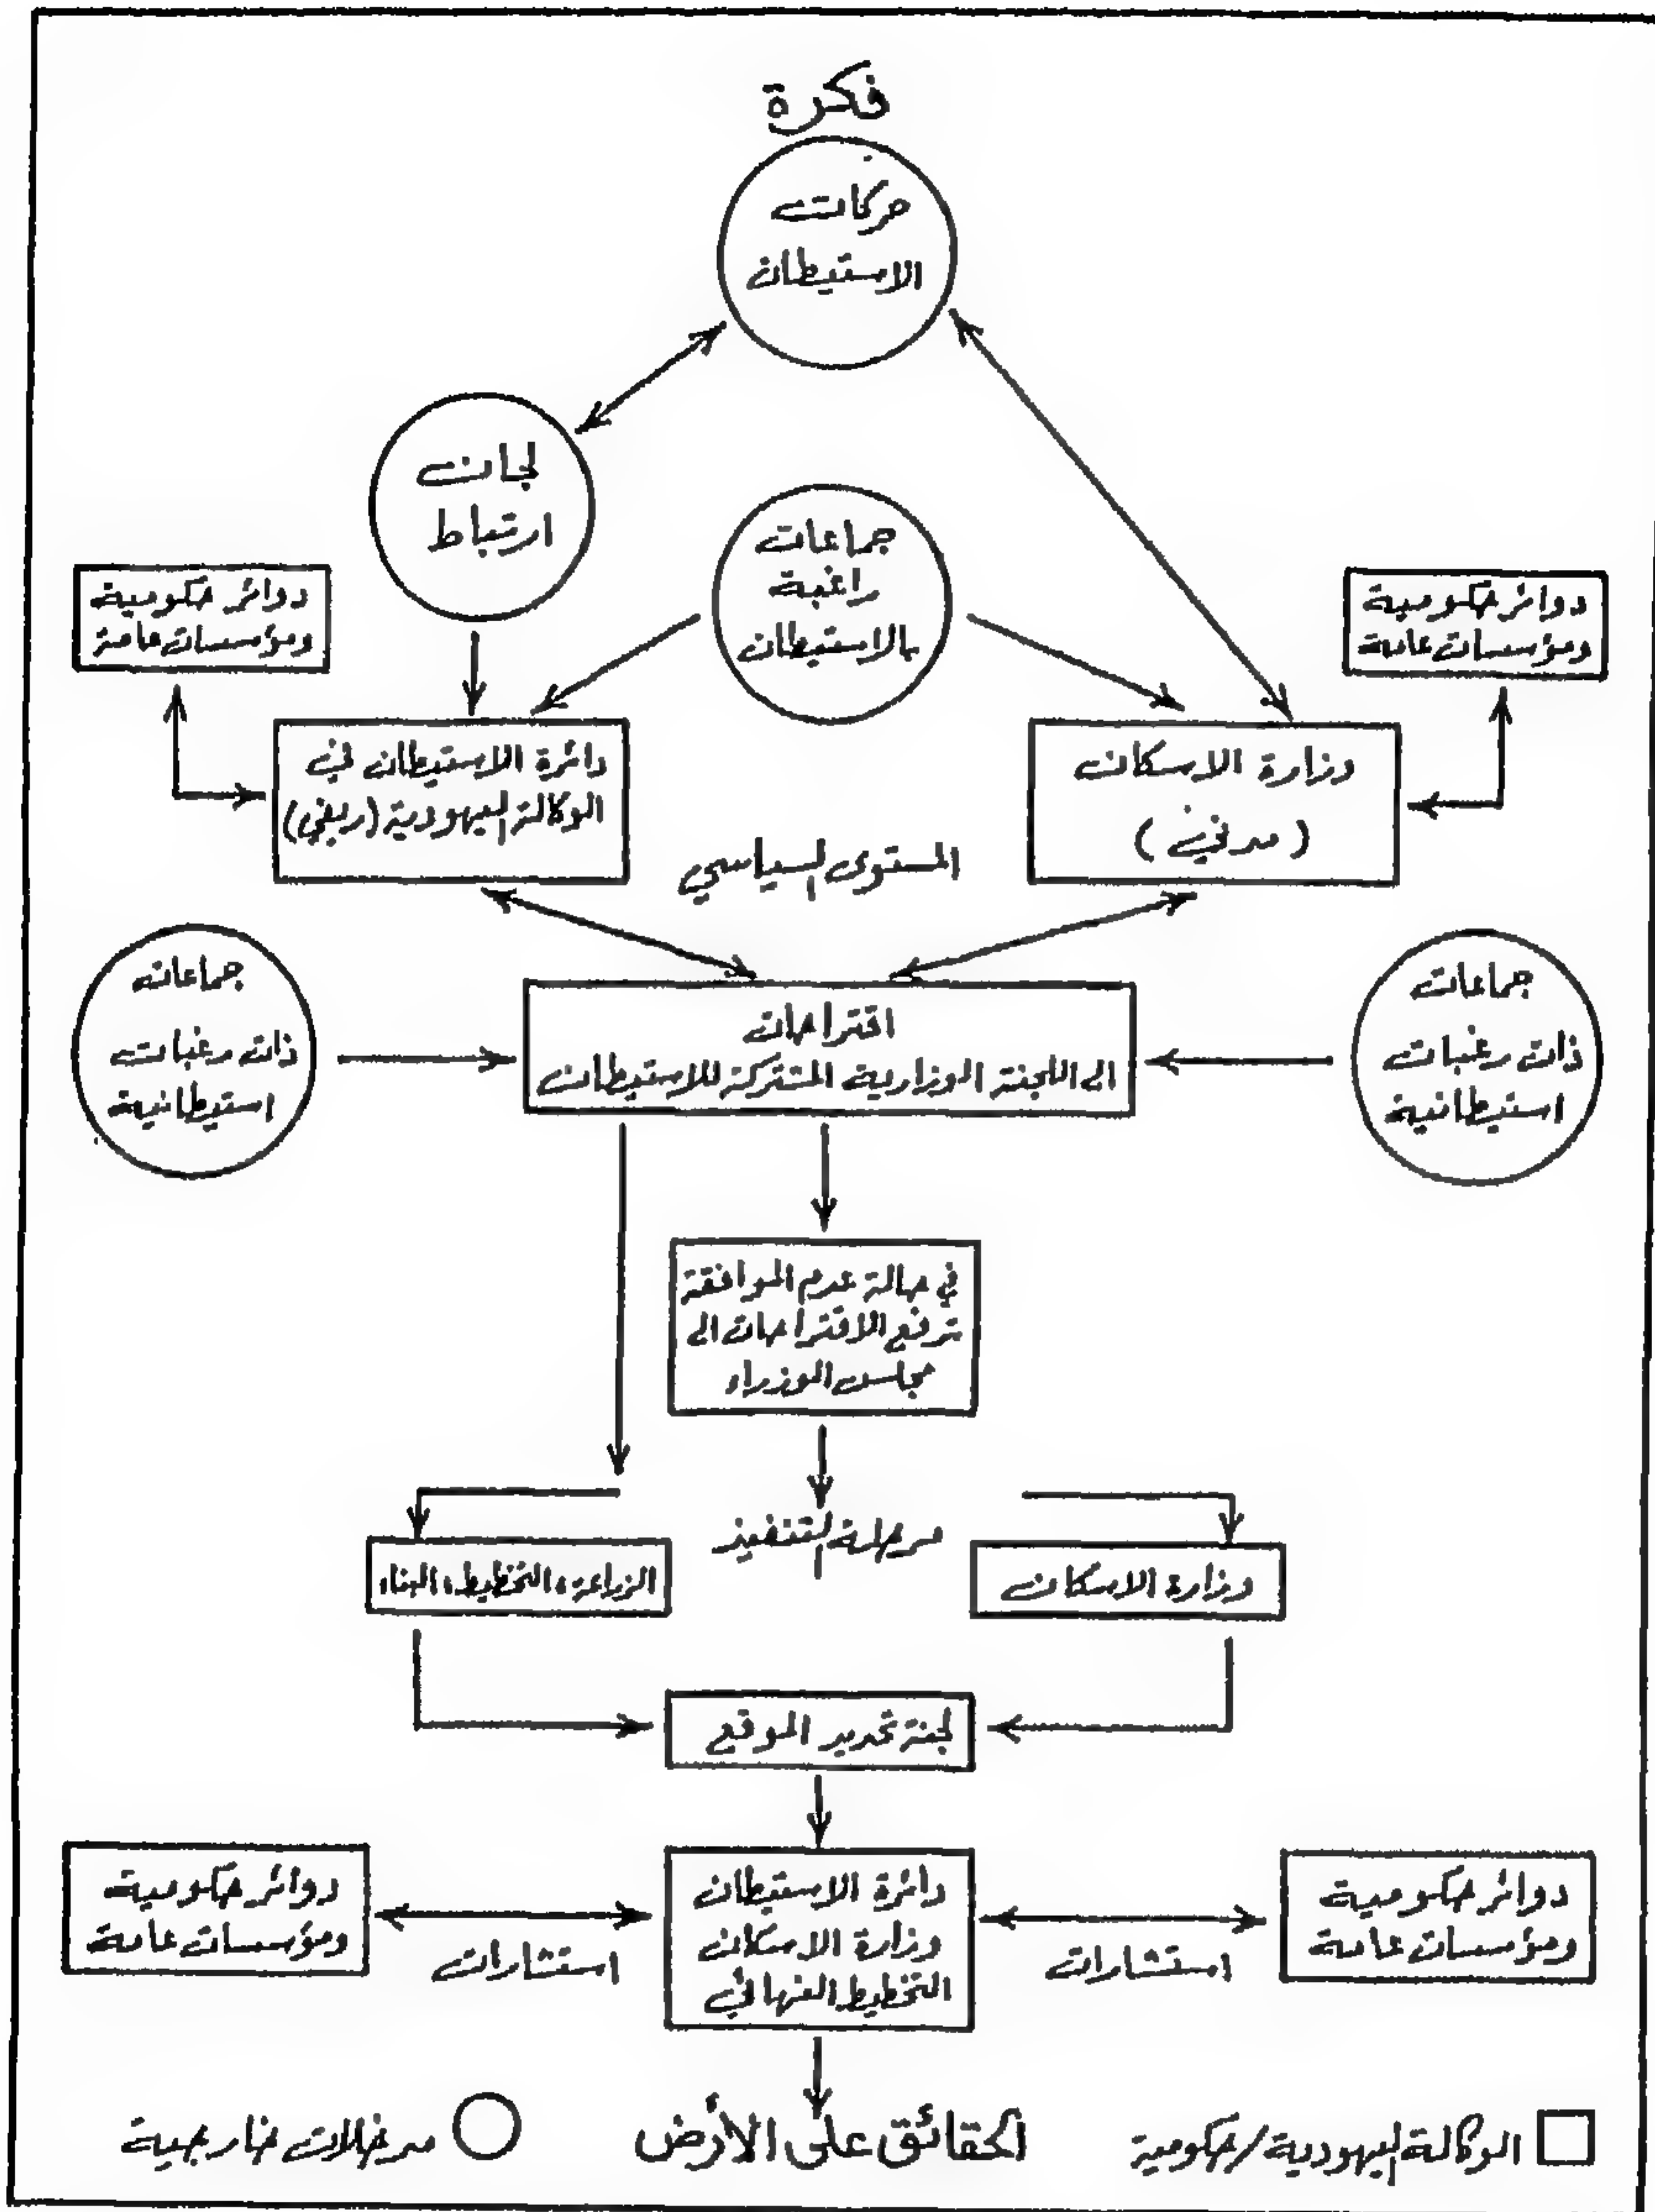 فكرة
حركات
الاستيطان
لجان
ارتباط
جماعات
راغبة
بالاستيطان
دوائر حكومية
ومؤسسات عامة
دوائر حكومية
ومؤسسات عامة
وزارة الاسكان
(مدني)
دائرة الاستيطان في
الوكالة اليهودية (ريفي)
المستوى السياسي
جماعات
ذات رغبات
استيطانية
اقتراحات
الى اللجنة الوزارية المشتركة للاستيطان
جماعات
ذات رغبات
استيطانية
في حالة عدم الموافقة
ترفع الاقتراحات الى
مجلس الوزراء
مرحلة التنفيذ
وزارة الاسكان
الزراعة، التخطيط، البناء
لجنة تحديد الموقع
دوائر حكومية
ومؤسسات عامة
استشارات
دائرة الاستيطان
وزارة الاسكان
التخطيط النهائي
استشارات
دوائر حكومية
ومؤسسات عامة
الوكالة اليهودية/حكومية
الحقائق على الأرض
مدخلات خارجية